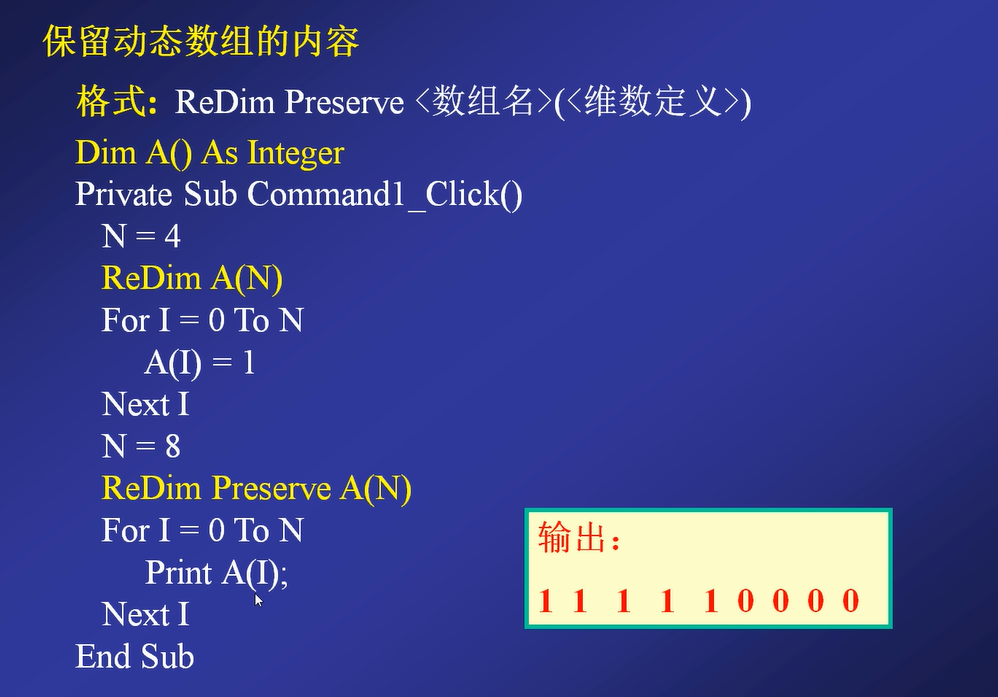 保留动态数组的内容
格式: ReDim Preserve <数组名>(<维数定义>)
Dim A() As Integer
Private Sub Command1_Click()
N = 4
ReDim A(N)
For I = 0 To N
A(I) = 1
Next I
N = 8
ReDim Preserve A(N)
For I = 0 To N
Print A(I);
Next I
End Sub
输出:
1 1 1 1 1 0 0 0 0